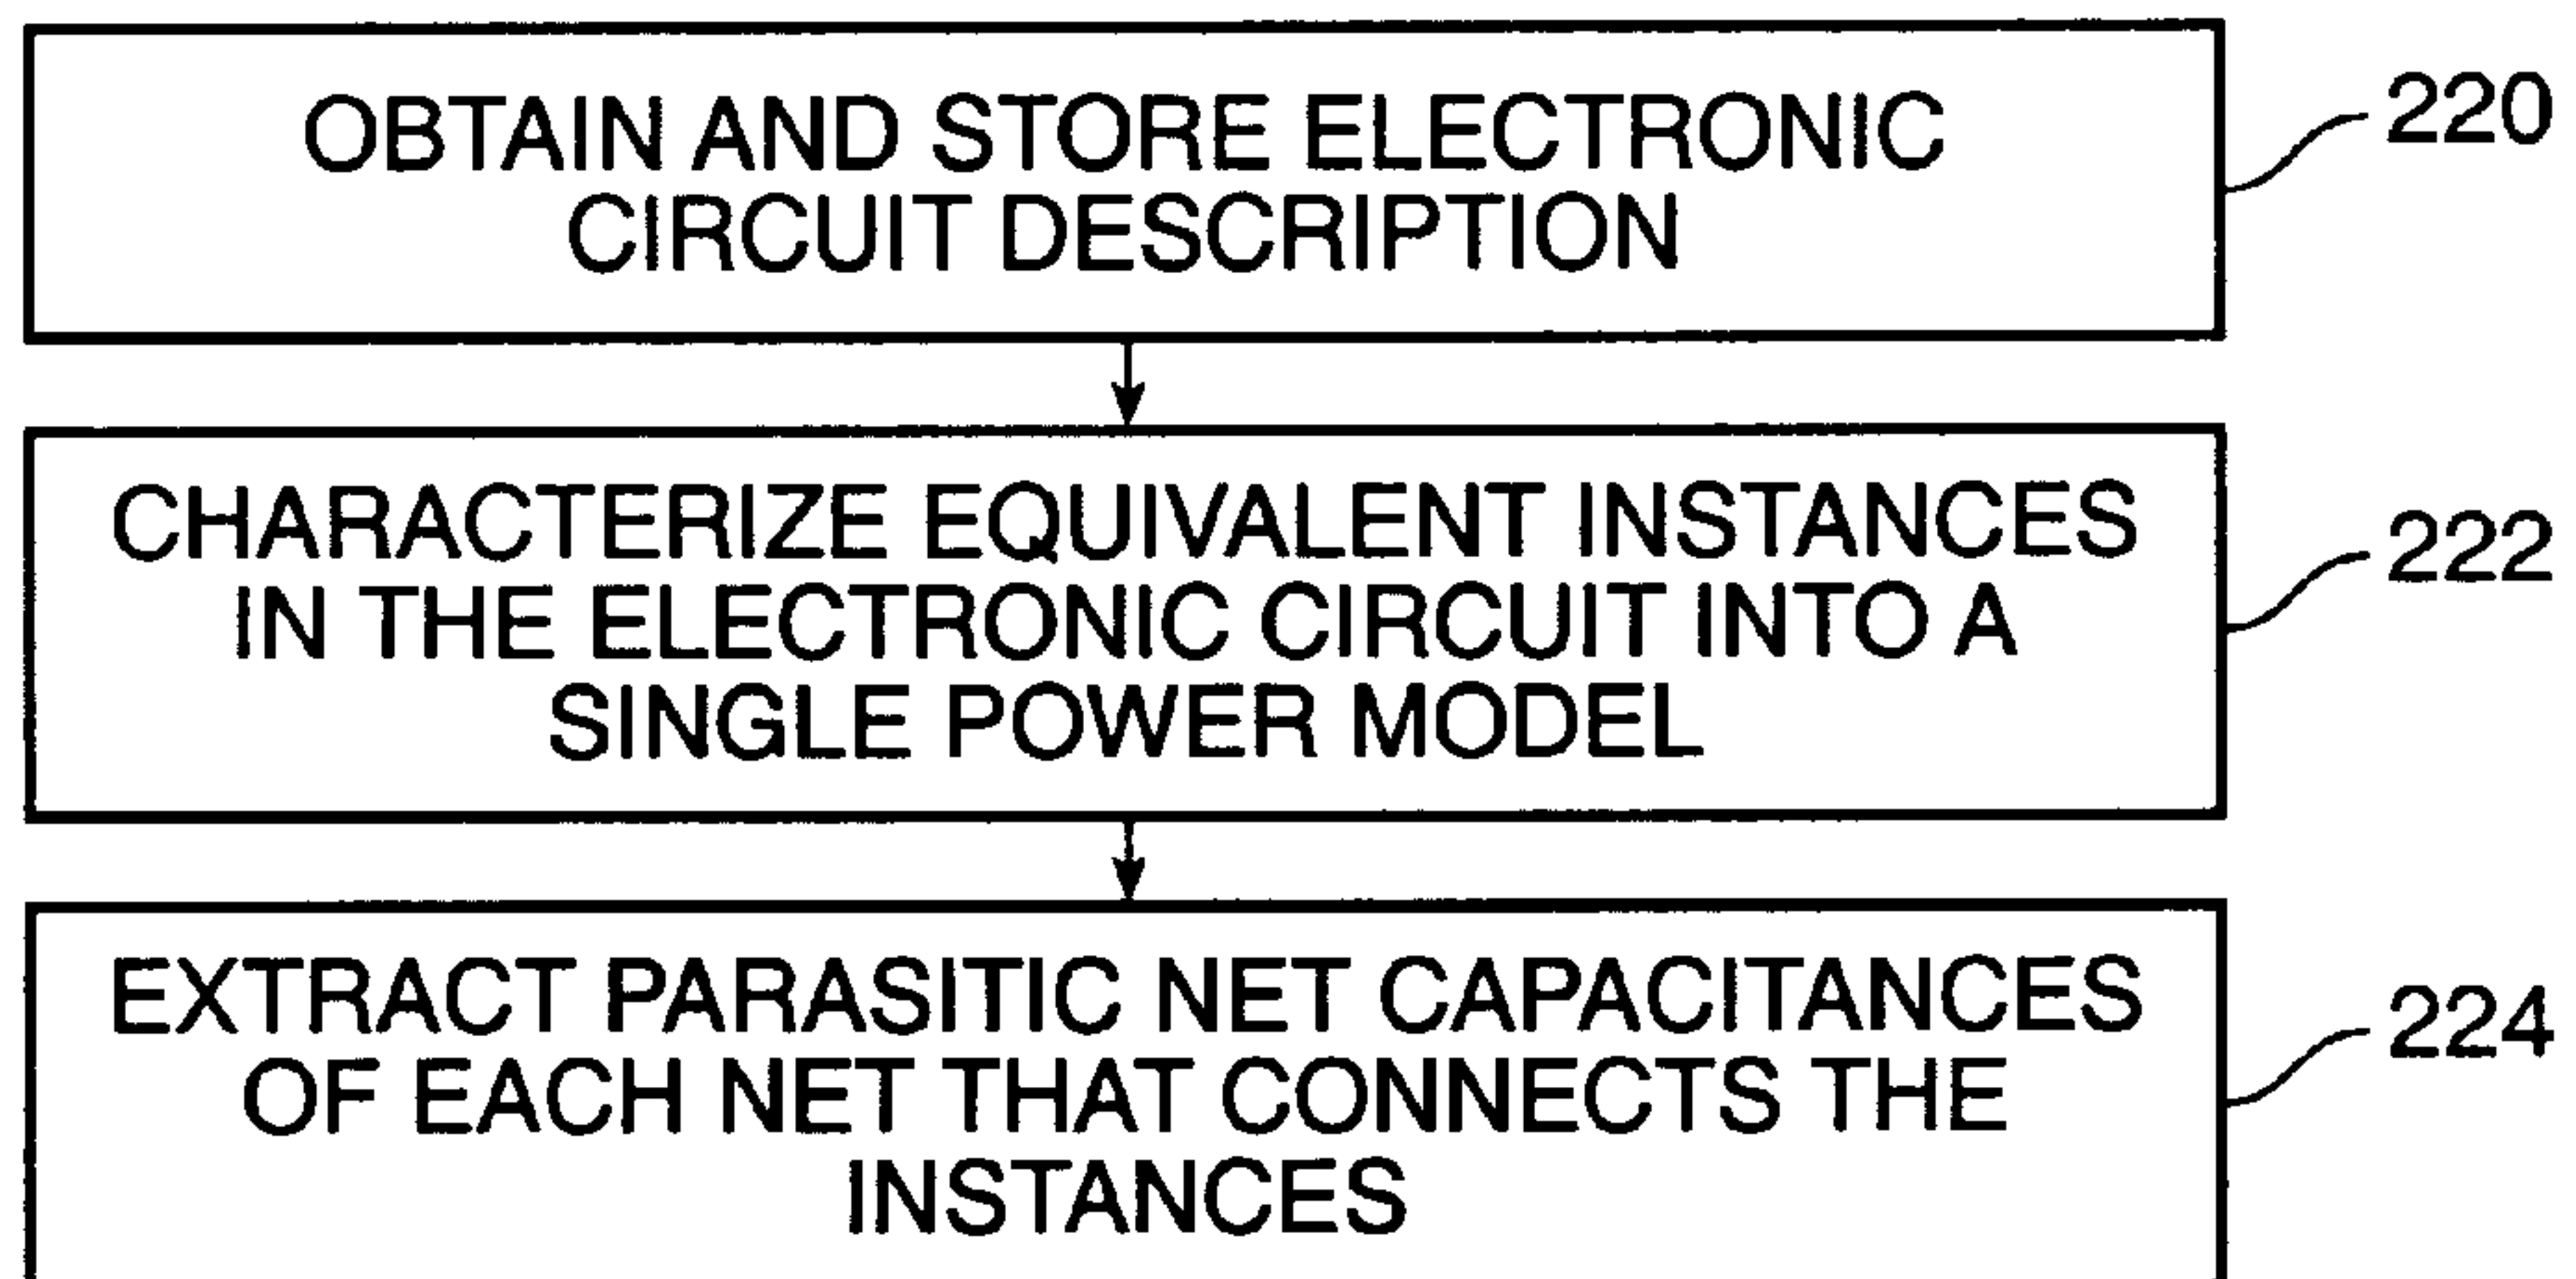 OBTAIN AND STORE ELECTRONIC
CIRCUIT DESCRIPTION
220
CHARACTERIZE EQUIVALENT INSTANCES
IN THE ELECTRONIC CIRCUIT INTO A
SINGLE POWER MODEL
222
EXTRACT PARASITIC NET CAPACITANCES
OF EACH NET THAT CONNECTS THE
INSTANCES
224